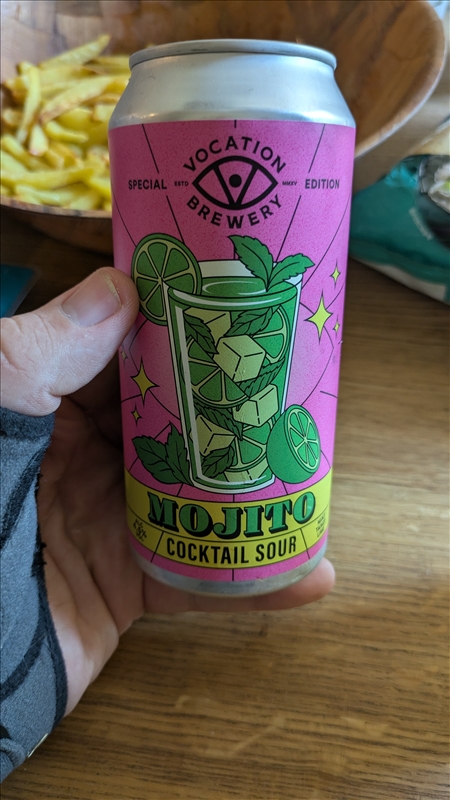 VOCATION
SPECIAL ESTD MMXV EDITION
BREWERY
MOJITO
COCKTAIL SOUR